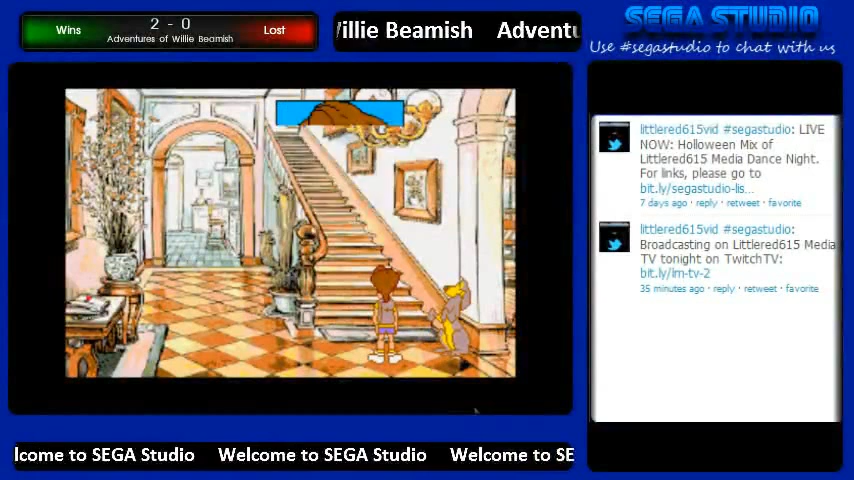 Wins
2 - 0
Adventures of Willie Beamish
Lost
illie Beamish Adventu
SEGA STUDIO
Use #segastudio to chat with us
littlered615vid #segastudio: LIVE
NOW: Holloween Mix of
Littlered615 Media Dance Night.
For links, please go to
bit.ly/segastudio-lis...
7 days ago · reply · retweet · favorite
littlered615vid #segastudio:
Broadcasting on Littlered615 Media
TV tonight on TwitchTV:
bit.ly/lm-tv-2
35 minutes ago · reply · retweet · favorite
lcome to SEGA Studio Welcome to SEGA Studio Welcome to SE